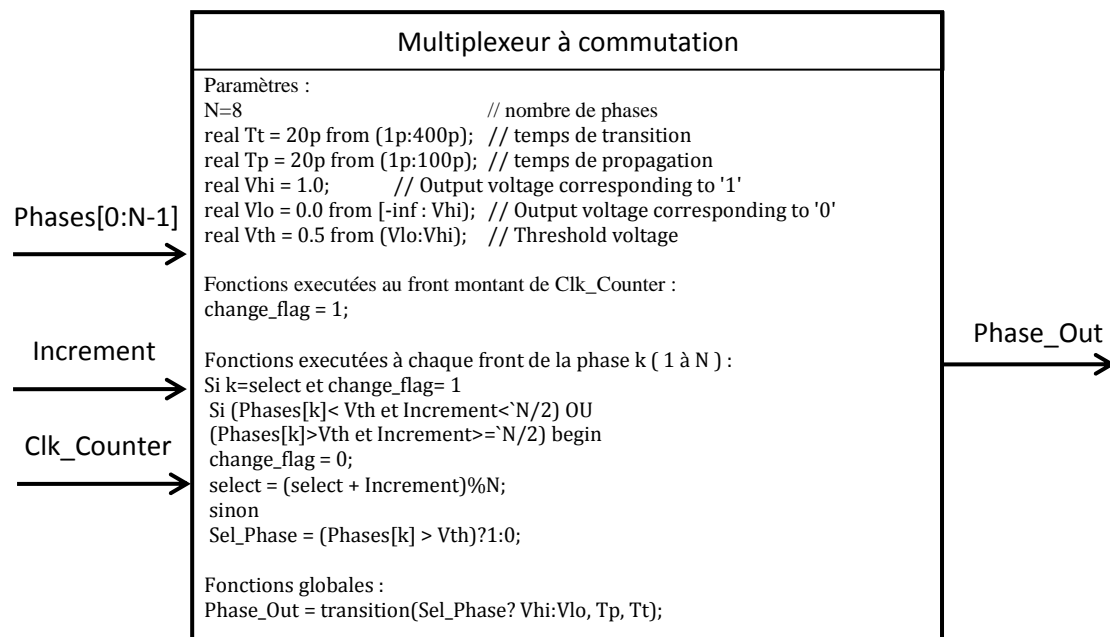 Multiplexeur à commutation
Paramètres :
N=8 // nombre de phases
real Tt = 20p from (1p:400p); // temps de transition
real Tp = 20p from (1p:100p); // temps de propagation
real Vhi = 1.0; // Output voltage corresponding to '1'
real Vlo = 0.0 from [-inf : Vhi); // Output voltage corresponding to '0'
real Vth = 0.5 from (Vlo:Vhi); // Threshold voltage
Fonctions executées au front montant de Clk_Counter :
change_flag = 1;
Fonctions executées à chaque front de la phase k ( 1 à N ) :
Si k=select et change_flag= 1
Si (Phases[k]< Vth et Increment<`N/2) OU
(Phases[k]>Vth et Increment>=`N/2) begin
change_flag = 0;
select = (select + Increment)%N;
sinon
Sel_Phase = (Phases[k] > Vth)?1:0;
Fonctions globales :
Phase_Out = transition(Sel_Phase? Vhi:Vlo, Tp, Tt);
Phases[0:N-1]
Increment
Clk_Counter
Phase_Out